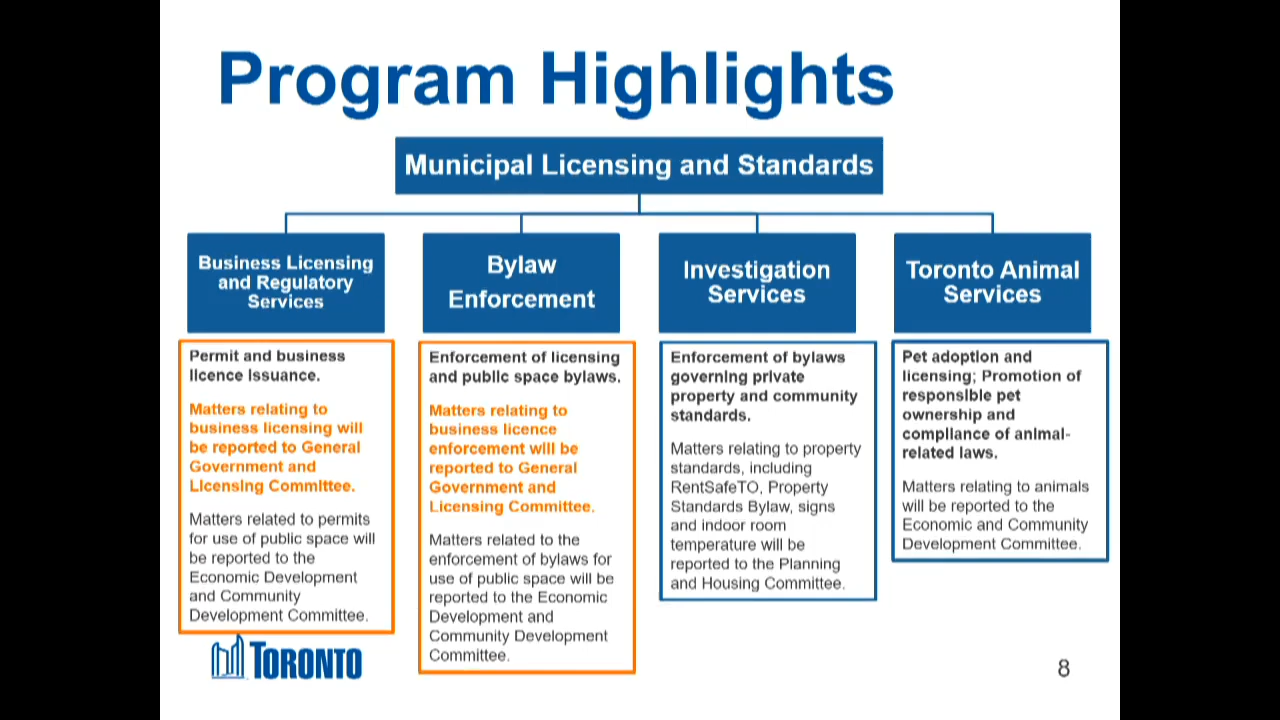 Program Highlights
Municipal Licensing and Standards
Business Licensing
and Regulatory
Services
Permit and business
licence issuance.
Matters relating to
business licensing will
be reported to General
Government and
Licensing Committee.
Matters related to permits
for use of public space will
be reported to the
Economic Development
and Community
Development Committee.
Bylaw
Enforcement
Enforcement of licensing
and public space bylaws.
Matters relating to
business licence
enforcement will be
reported to General
Government and
Licensing Committee.
Matters related to the
enforcement of bylaws for
use of public space will be
reported to the Economic
Development and
Community Development
Committee.
Investigation
Services
Enforcement of bylaws
governing private
property and community
standards.
Matters relating to property
standards, including
RentSafeTO, Property
Standards Bylaw, signs
and indoor room
temperature will be
reported to the Planning
and Housing Committee.
Toronto Animal
Services
Pet adoption and
licensing; Promotion of
responsible pet
ownership and
compliance of animal-
related laws.
Matters relating to animals
will be reported to the
Economic and Community
Development Committee.
TORONTO
8